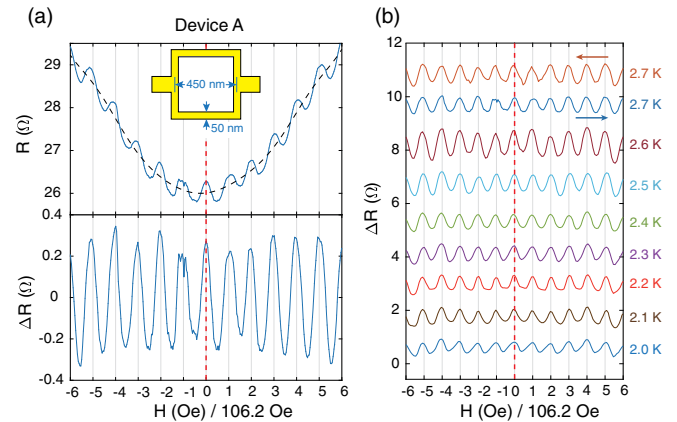 (a)
Device A
29
28
27
26
R (Ω)
450 nm
50 nm
0.4
0.2
0
-0.2
-0.4
ΔR (Ω)
-6 -5 -4 -3 -2 -1 0 1 2 3 4 5 6
H (Oe) / 106.2 Oe
(b)
12
10
8
6
4
2
0
ΔR (Ω)
2.7 K
2.7 K
2.6 K
2.5 K
2.4 K
2.3 K
2.2 K
2.1 K
2.0 K
-6 -5 -4 -3 -2 -1 0 1 2 3 4 5 6
H (Oe) / 106.2 Oe